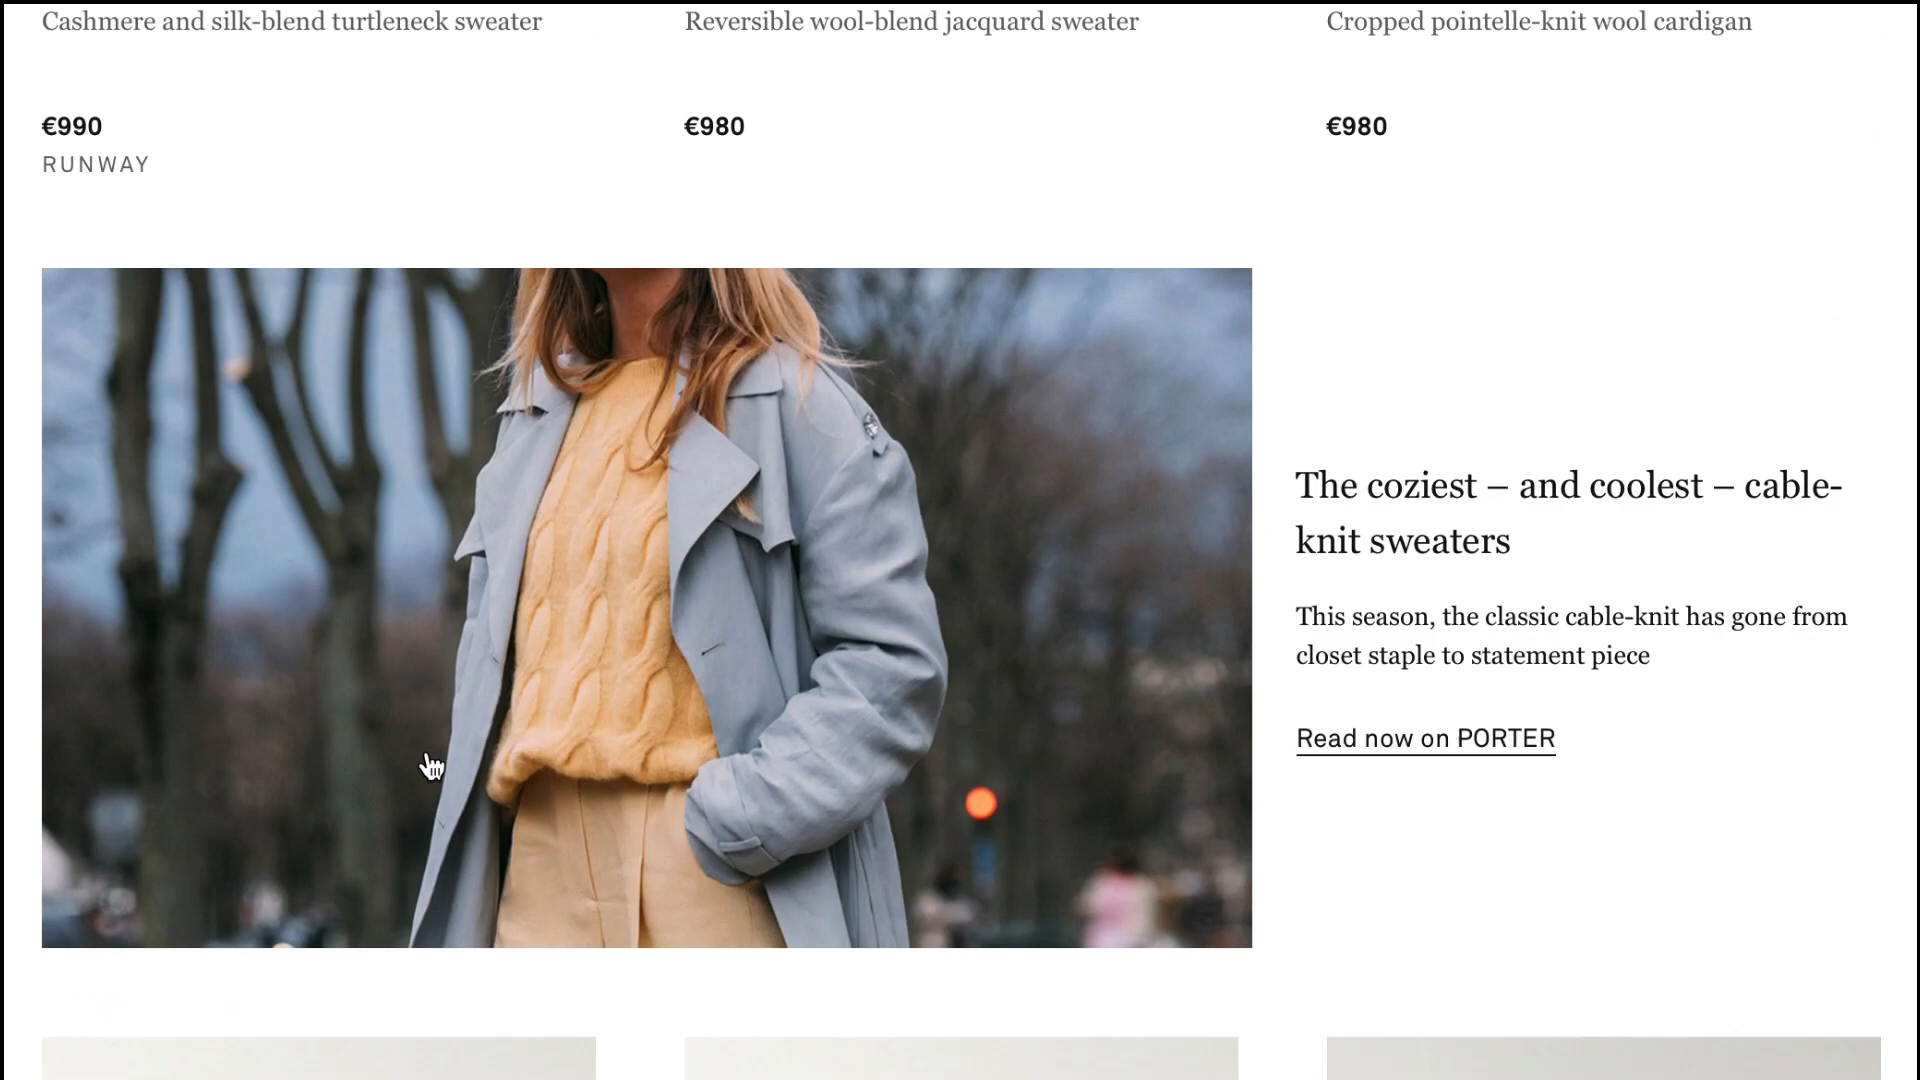 Cashmere and silk-blend turtleneck sweater
Reversible wool-blend jacquard sweater
Cropped pointelle-knit wool cardigan
€990
€980
€980
RUNWAY
The coziest – and coolest – cable-
knit sweaters
This season, the classic cable-knit has gone from
closet staple to statement piece
Read now on PORTER